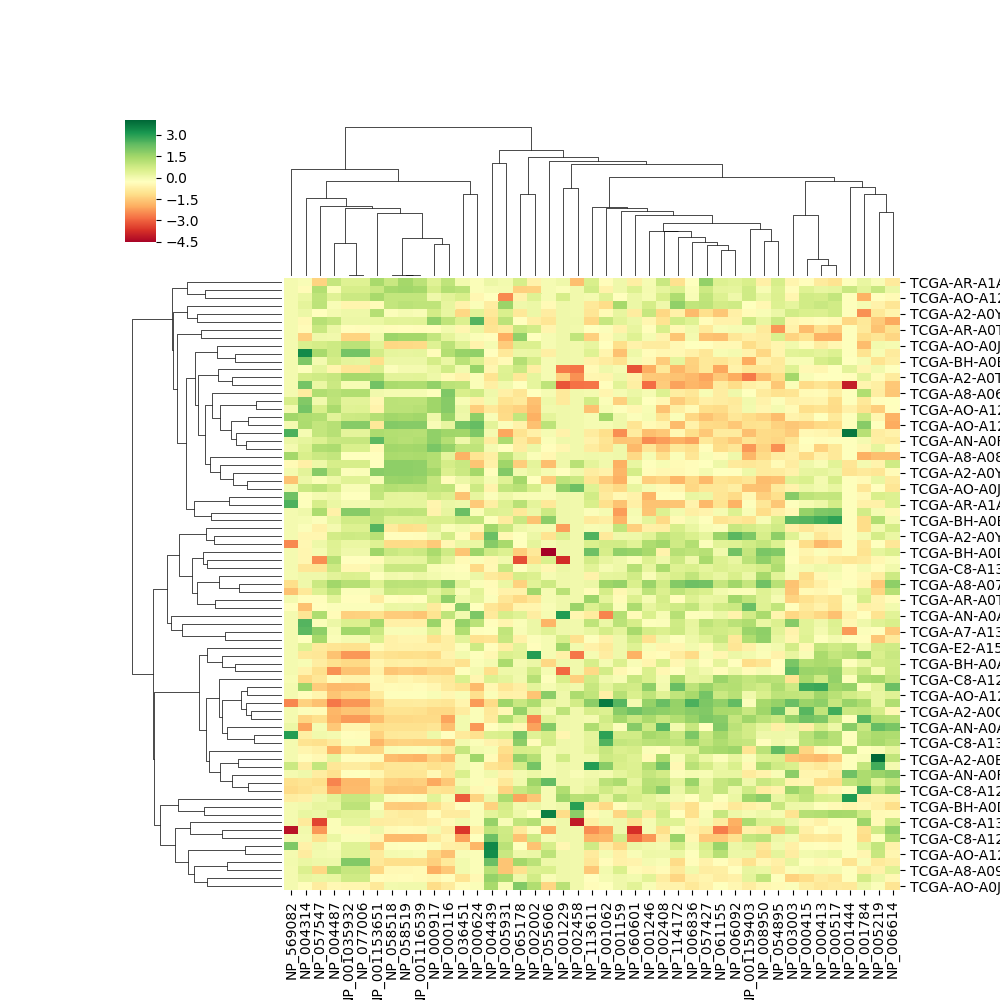 3.0
1.5
0.0
−1.5
−3.0
−4.5
TCGA-AR-A1A
TCGA-AO-A12
TCGA-A2-A0Y
TCGA-AR-A0T
TCGA-AO-A0J
TCGA-BH-A0E
TCGA-A2-A0T
TCGA-A8-A06
TCGA-AO-A12
TCGA-AO-A12
TCGA-AN-A0F
TCGA-A8-A08
TCGA-A2-A0Y
TCGA-AO-A0J
TCGA-AR-A1A
TCGA-BH-A0E
TCGA-A2-A0Y
TCGA-BH-A0D
TCGA-C8-A13
TCGA-A8-A07
TCGA-AR-A0T
TCGA-AN-A0A
TCGA-A7-A13
TCGA-E2-A15
TCGA-BH-A0A
TCGA-C8-A12
TCGA-AO-A12
TCGA-A2-A0C
TCGA-AN-A0A
TCGA-C8-A13
TCGA-A2-A0E
TCGA-AN-A0F
TCGA-C8-A12
TCGA-BH-A0D
TCGA-C8-A13
TCGA-C8-A12
TCGA-AO-A12
TCGA-A8-A09
TCGA-AO-A0J
NP_569082
NP_004314
NP_057547
NP_004487
NP_001035932
NP_077006
NP_001153651
NP_058518
NP_058519
NP_001116539
NP_000917
NP_000116
NP_036451
NP_000624
NP_004439
NP_005931
NP_065178
NP_002002
NP_055606
NP_001229
NP_002458
NP_113611
NP_001062
NP_001159
NP_060601
NP_001246
NP_002408
NP_114172
NP_006836
NP_057427
NP_061155
NP_006092
NP_001159403
NP_008950
NP_054895
NP_003003
NP_000415
NP_000413
NP_000517
NP_001444
NP_001784
NP_005219
NP_006614